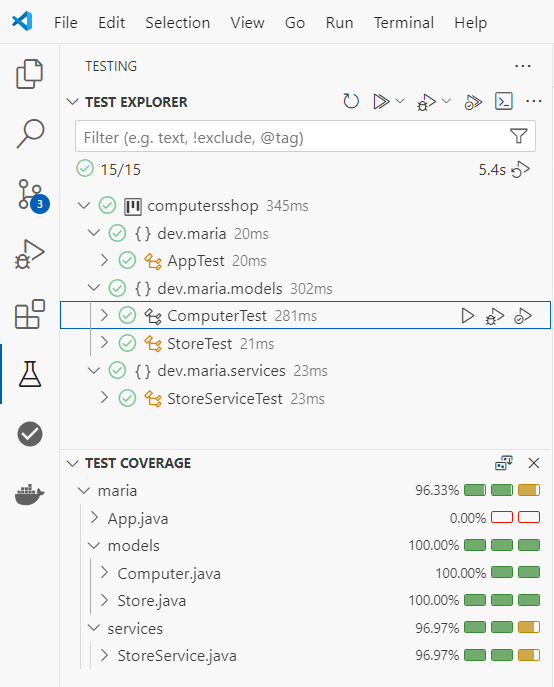 File Edit Selection View Go Run Terminal Help
TESTING
TEST EXPLORER
Filter (e.g. text, !exclude, @tag)
15/15 5.4s
3
computersshop 345ms
{ } dev.maria 20ms
AppTest 20ms
{ } dev.maria.models 302ms
ComputerTest 281ms
StoreTest 21ms
{ } dev.maria.services 23ms
StoreServiceTest 23ms
TEST COVERAGE
maria 96.33%
App.java 0.00%
models 100.00%
Computer.java 100.00%
Store.java 100.00%
services 96.97%
StoreService.java 96.97%